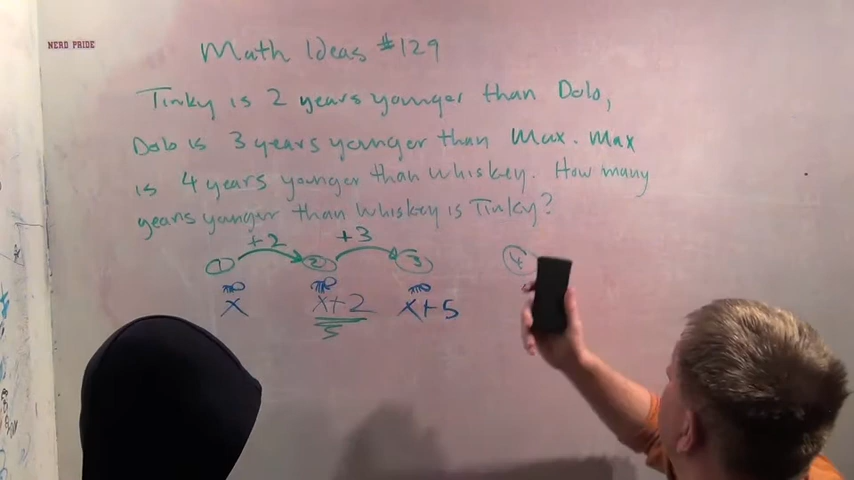 NERD PRIDE
Math Ideas #129
Tinky is 2 years younger than Dolo,
Dolo is 3 years younger than Max. Max
is 4 years younger than Whiskey. How many
years younger than Whiskey is Tinky?
+2 +3
1 2 3 4
x x+2 x+5
5